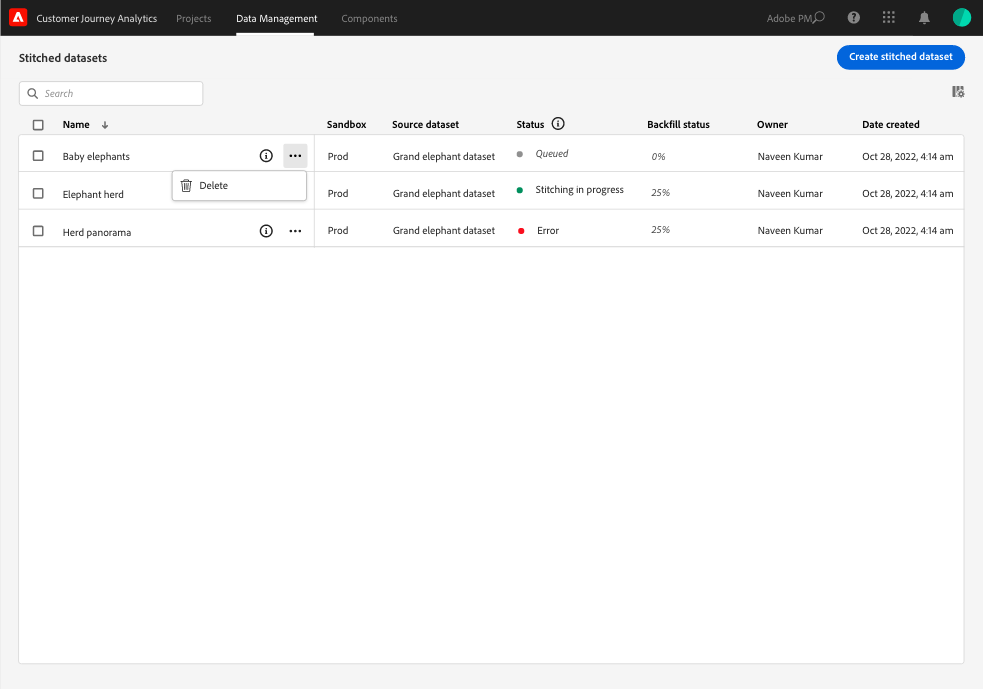 Customer Journey Analytics Projects Data Management Components Adobe PM
Stitched datasets Create stitched dataset
Search
Name Sandbox Source dataset Status Backfill status Owner Date created
Baby elephants Prod Grand elephant dataset Queued 0% Naveen Kumar Oct 28, 2022, 4:14 am
Delete
Elephant herd Prod Grand elephant dataset Stitching in progress 25% Naveen Kumar Oct 28, 2022, 4:14 am
Herd panorama Prod Grand elephant dataset Error 25% Naveen Kumar Oct 28, 2022, 4:14 am